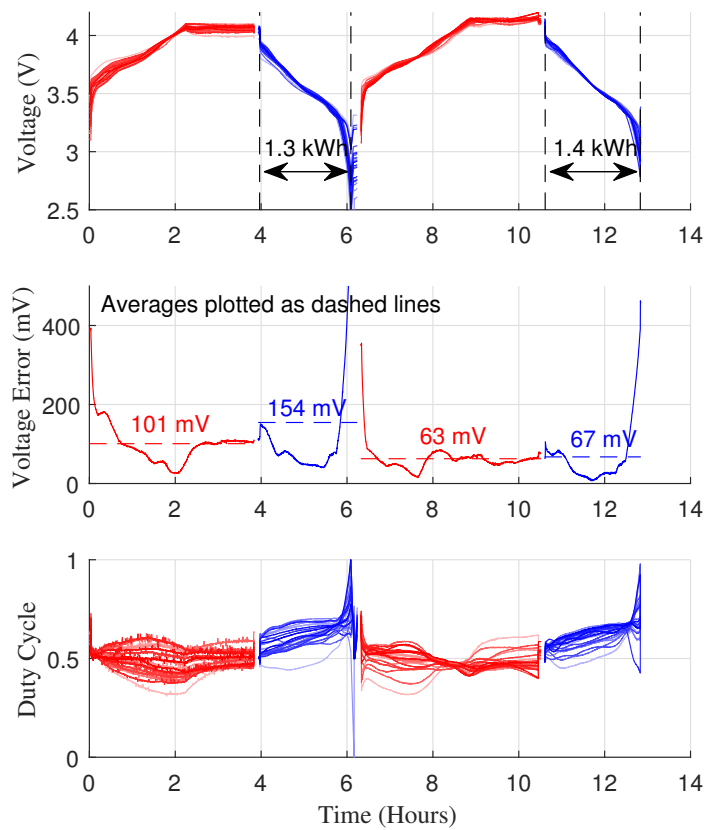 4
3.5
3
2.5
Voltage (V)
1.3 kWh
1.4 kWh
0 2 4 6 8 10 12 14
Averages plotted as dashed lines
400
200
0
Voltage Error (mV)
101 mV
154 mV
63 mV
67 mV
0 2 4 6 8 10 12 14
1
0.5
0
Duty Cycle
0 2 4 6 8 10 12 14
Time (Hours)